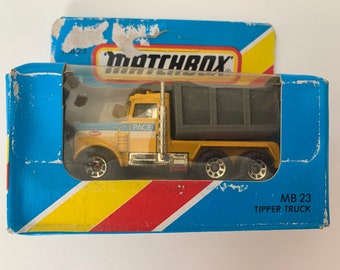 MATCHBOX
PACE
MB 23
TIPPER TRUCK